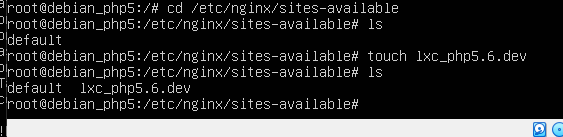 root@debian_php5:/# cd /etc/nginx/sites-available
root@debian_php5:/etc/nginx/sites-available# ls
default
root@debian_php5:/etc/nginx/sites-available# touch lxc_php5.6.dev
root@debian_php5:/etc/nginx/sites-available# ls
default  lxc_php5.6.dev
root@debian_php5:/etc/nginx/sites-available#